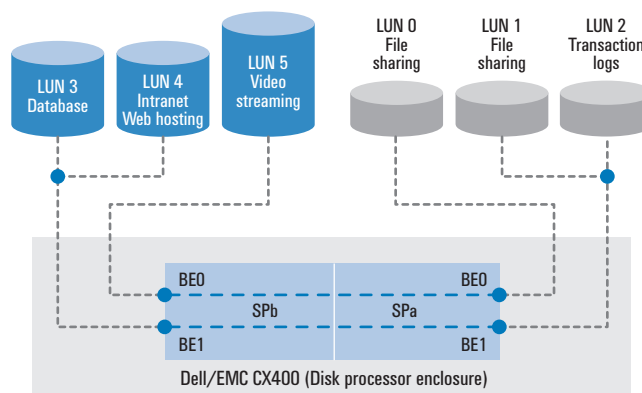 LUN 3
Database
LUN 4
Intranet
Web hosting
LUN 5
Video
streaming
LUN 0
File
sharing
LUN 1
File
sharing
LUN 2
Transaction
logs
BE0
BE0
SPb
SPa
BE1
BE1
Dell/EMC CX400 (Disk processor enclosure)